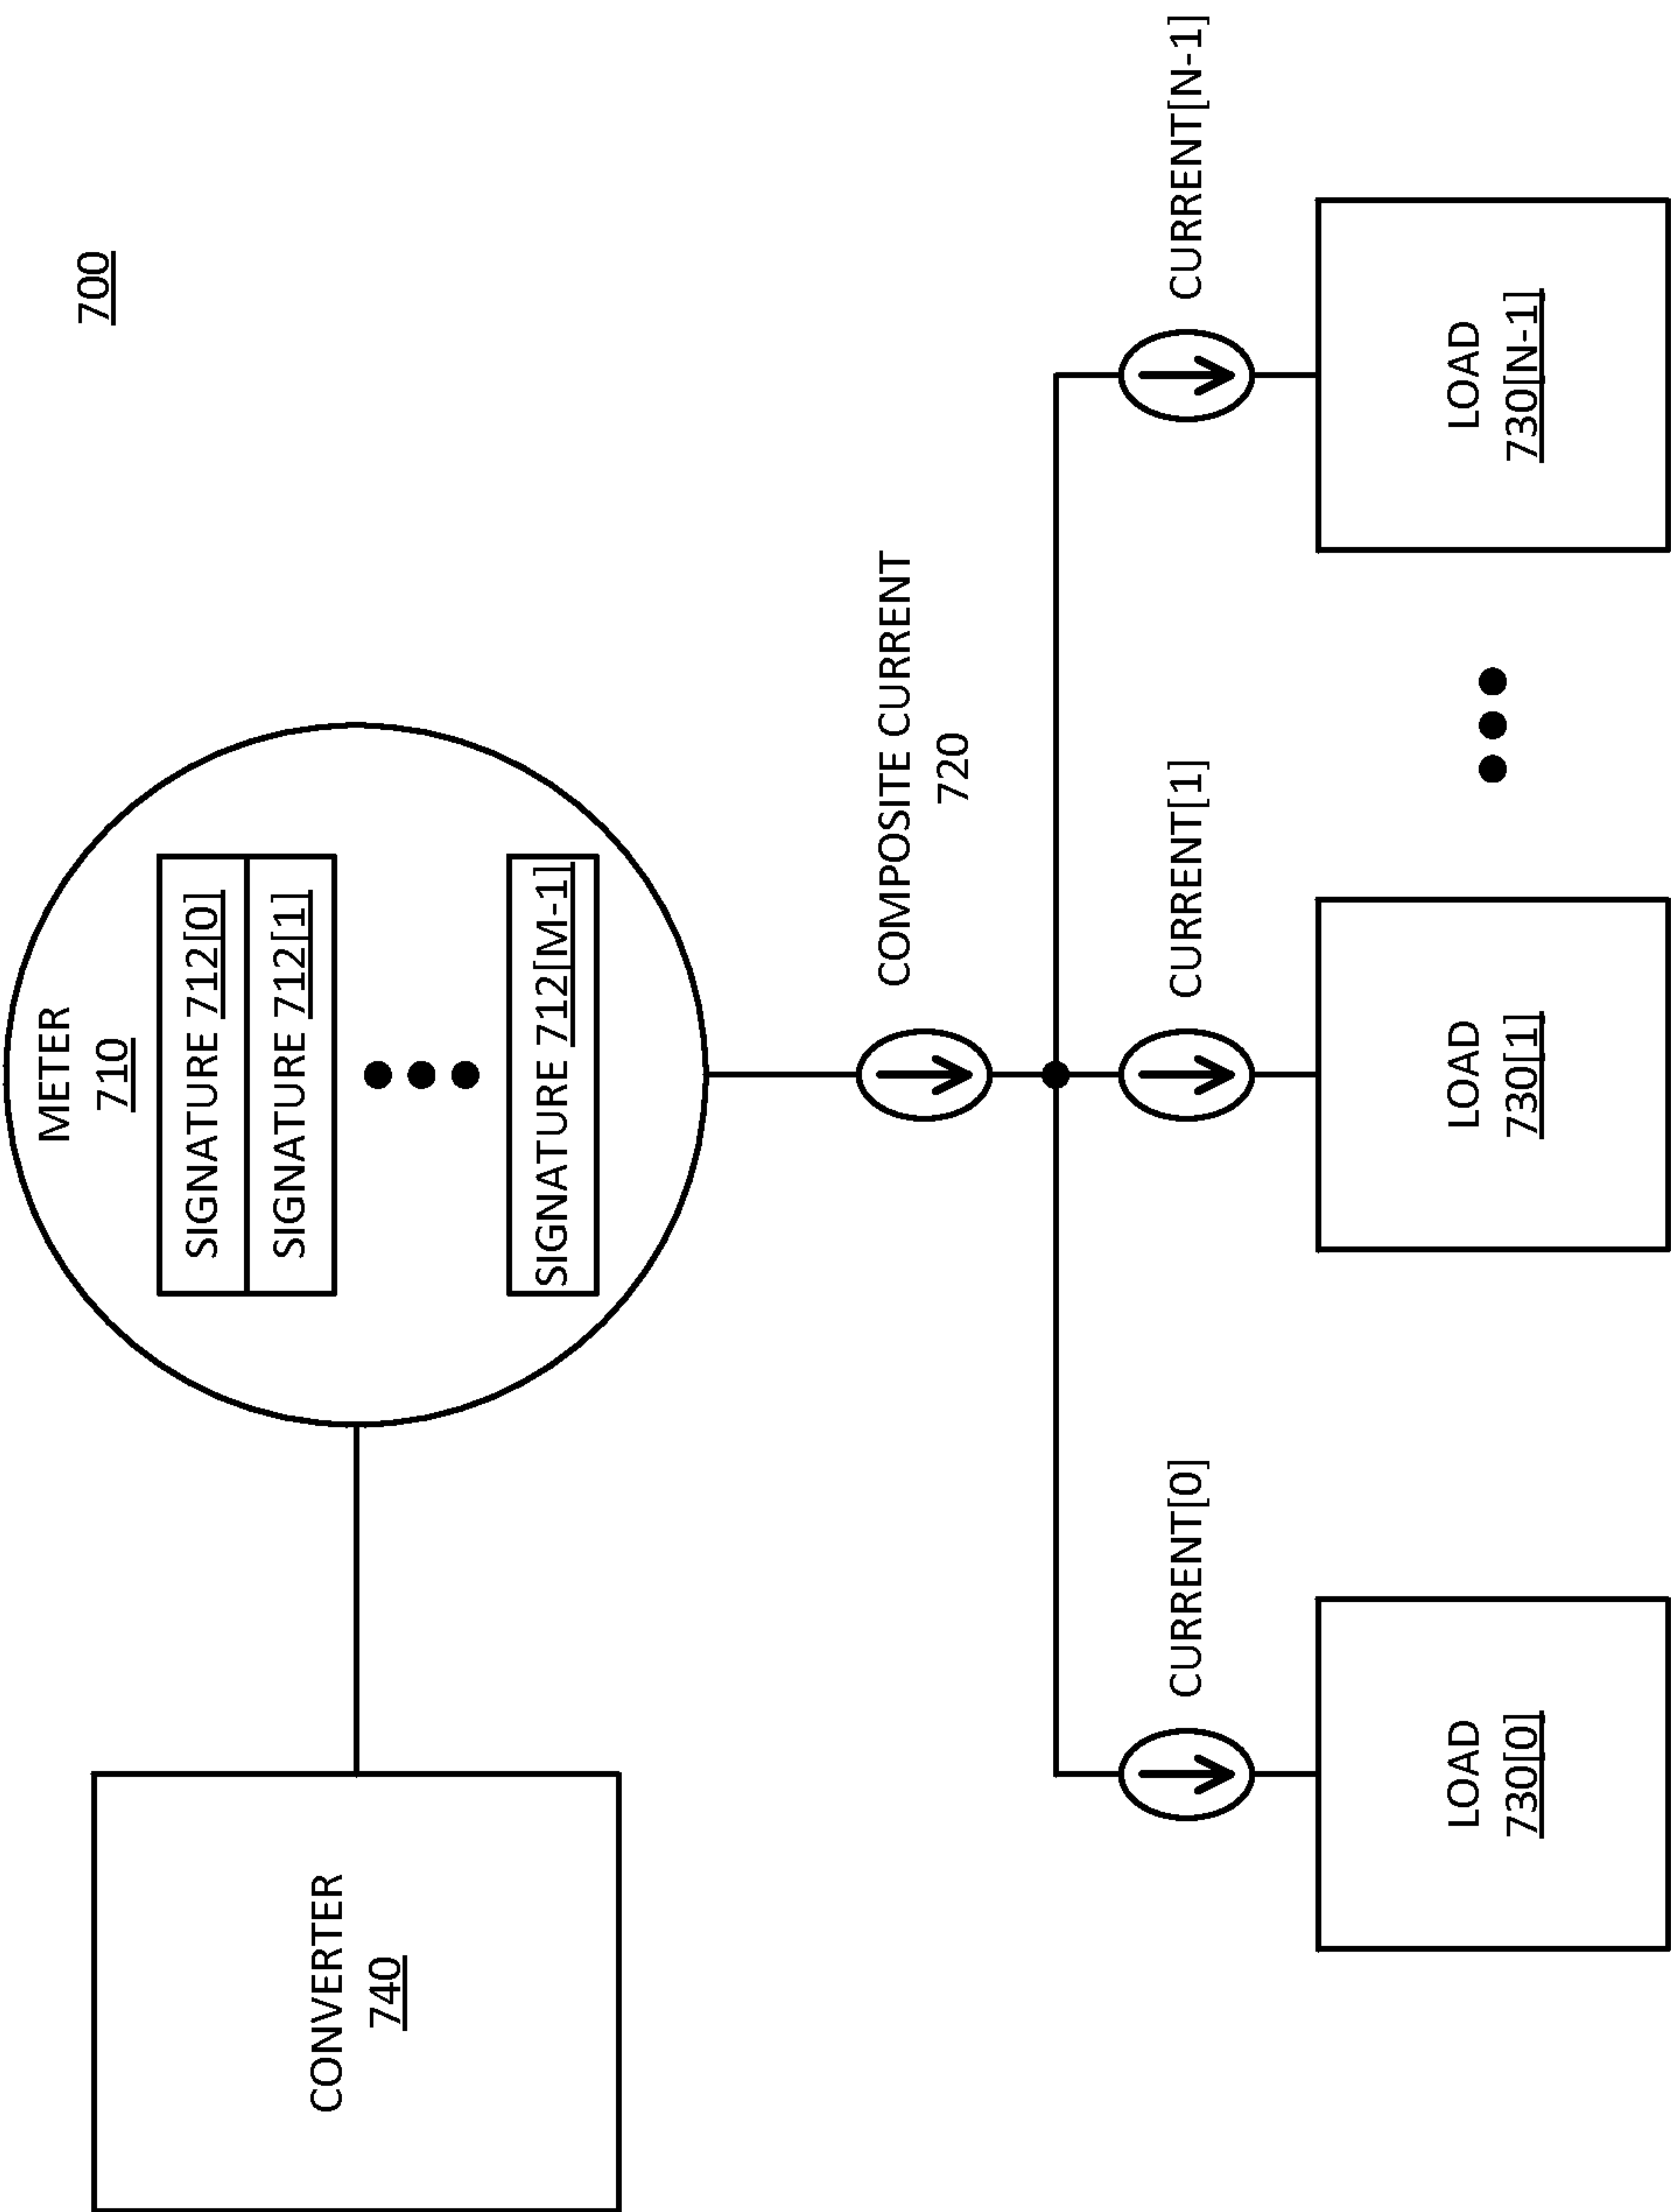 700
METER
710
SIGNATURE 712[0]
SIGNATURE 712[1]
SIGNATURE 712[M-1]
CONVERTER
740
COMPOSITE CURRENT
720
CURRENT[0]
CURRENT[1]
CURRENT[N-1]
LOAD
730[0]
LOAD
730[1]
LOAD
730[N-1]